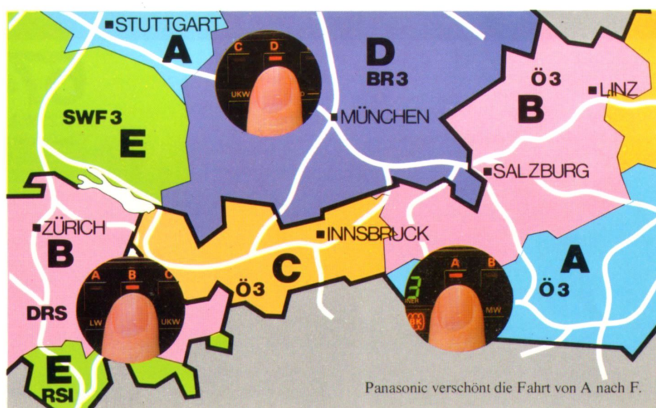 STUTTGART
A
C D
UKW
D
BR3
Ö3
B
LINZ
SWF3
E
MÜNCHEN
SALZBURG
ZÜRICH
B
INNSBRUCK
C
Ö3
A
Ö3
A B C
LW UKW
3
A B
MW
DRS
E
RSI
Panasonic verschönt die Fahrt von A nach F.